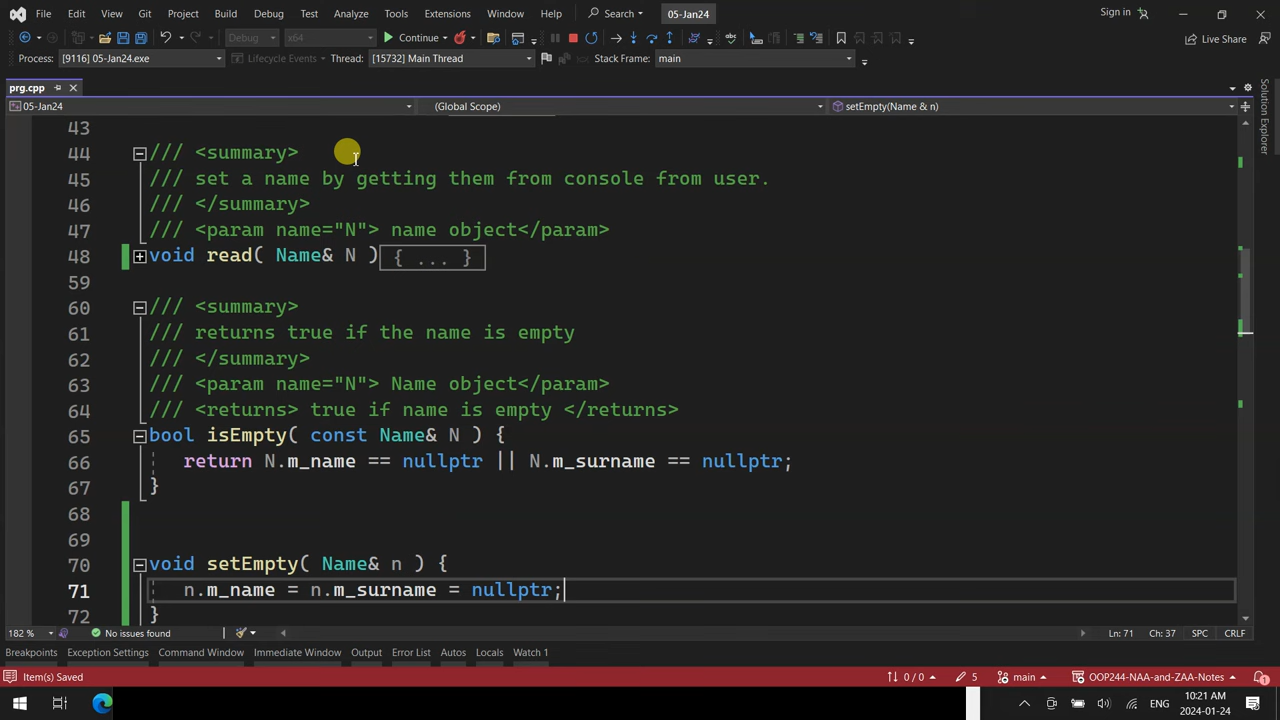 File Edit View Git Project Build Debug Test Analyze Tools Extensions Window Help Search 05-Jan24 Sign in
Debug x64 Continue Live Share
Process: [9116] 05-Jan24.exe Lifecycle Events Thread: [15732] Main Thread Stack Frame: main
prg.cpp
05-Jan24 (Global Scope) setEmpty(Name & n)
Solution Explorer
43
44 /// <summary>
45 /// set a name by getting them from console from user.
46 /// </summary>
47 /// <param name="N"> name object</param>
48 void read( Name& N ){ ... }
59
60 /// <summary>
61 /// returns true if the name is empty
62 /// </summary>
63 /// <param name="N"> Name object</param>
64 /// <returns> true if name is empty </returns>
65 bool isEmpty( const Name& N ) {
66 return N.m_name == nullptr || N.m_surname == nullptr;
67 }
68
69
70 void setEmpty( Name& n ) {
71 n.m_name = n.m_surname = nullptr;
72 }
182 % No issues found Ln: 71 Ch: 37 SPC CRLF
Breakpoints Exception Settings Command Window Immediate Window Output Error List Autos Locals Watch 1
Item(s) Saved 0 / 0 5 main OOP244-NAA-and-ZAA-Notes 1
ENG 10:21 AM 2024-01-24